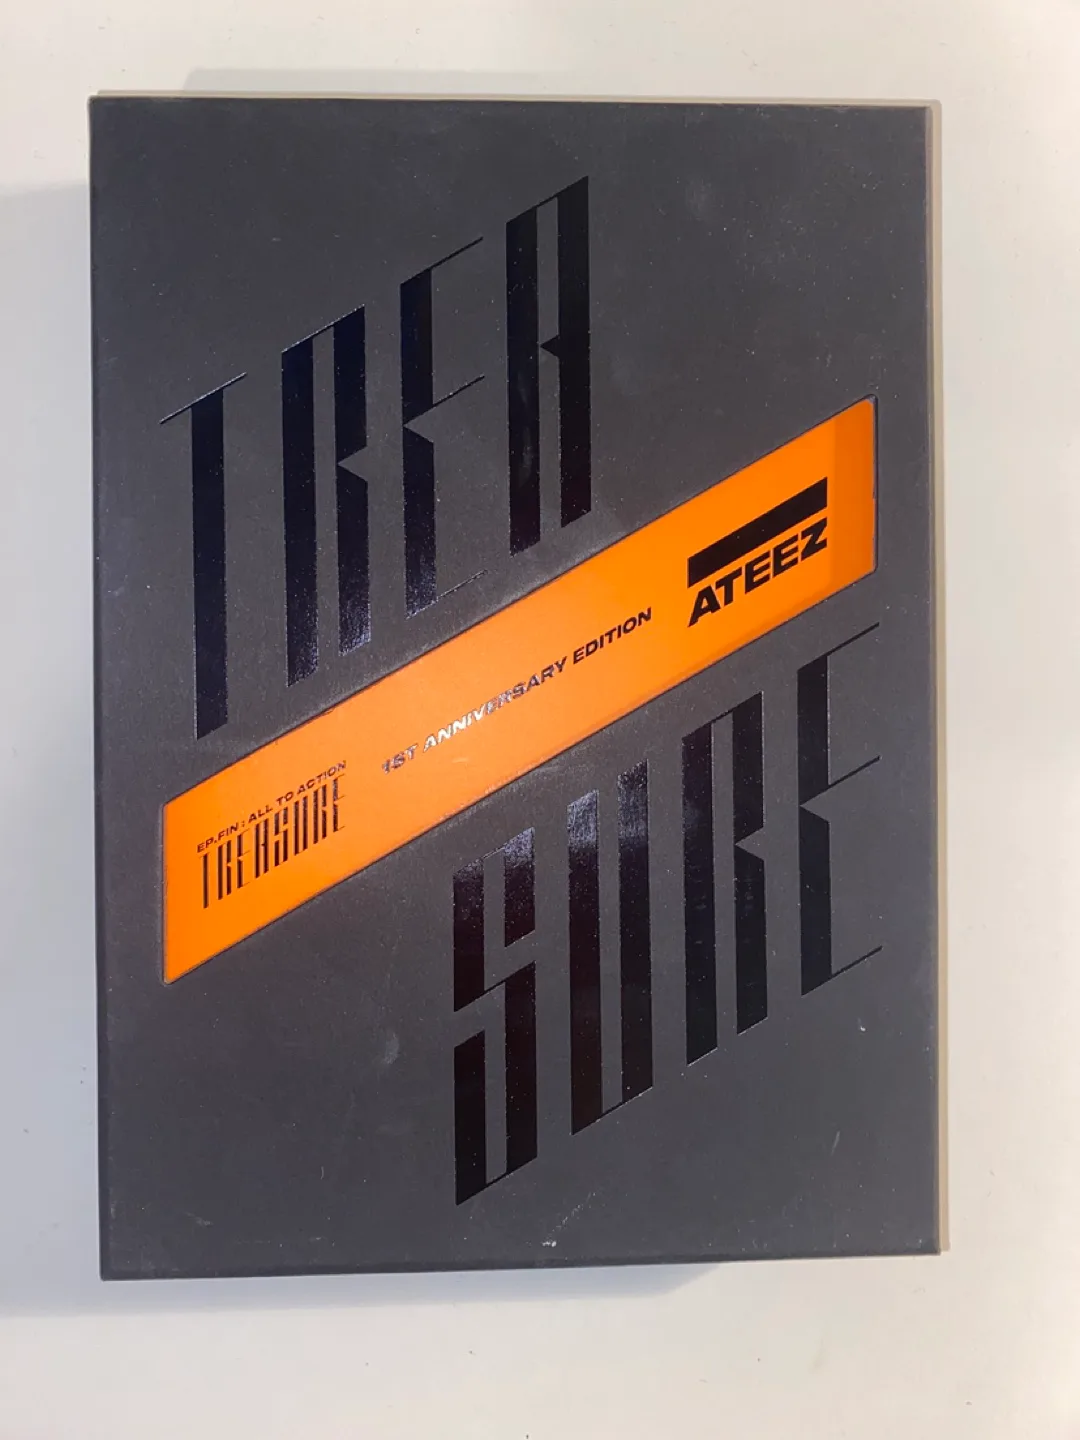 TREA
ATEEZ
1ST ANNIVERSARY EDITION
EP.FIN : ALL TO ACTION
TREASURE
SURE